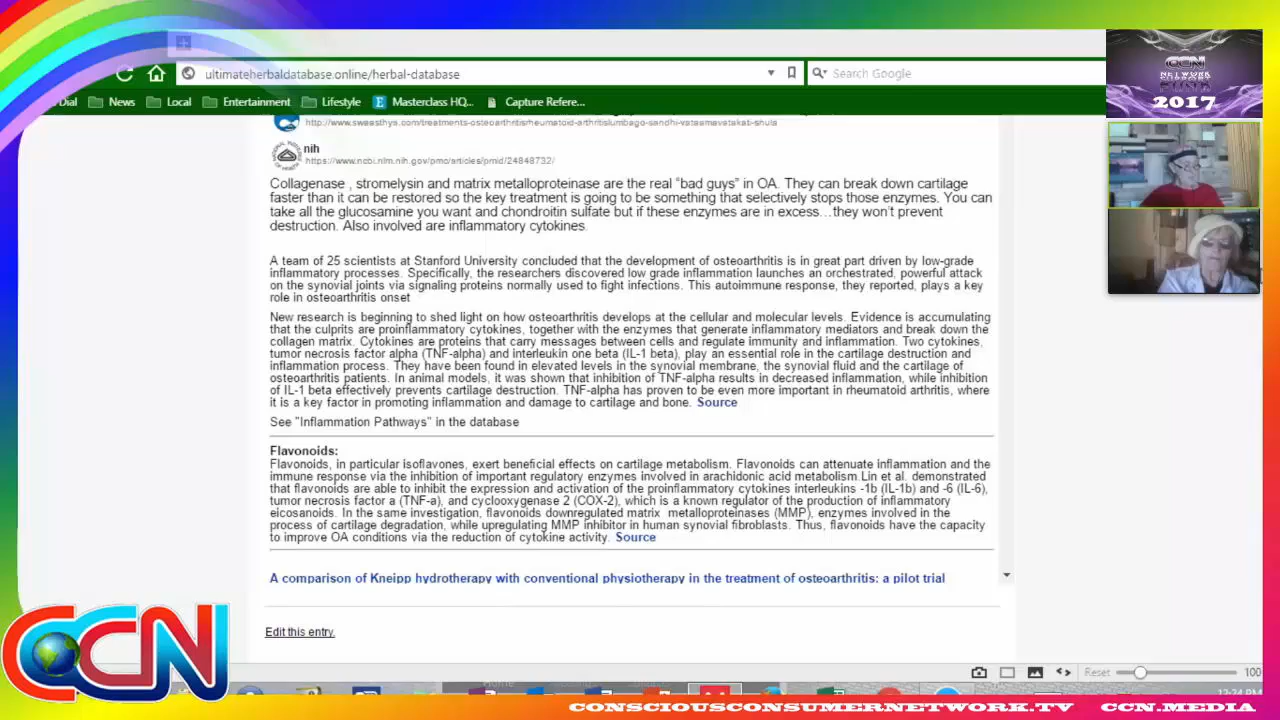 ultimateherbaldatabase.online/herbal-database
Search Google
Dial
News
Local
Entertainment
Lifestyle
Masterclass HQ...
Capture Refere...
CCN
NETWORK
SUPPORT
2017
nih
https://www.ncbi.nlm.nih.gov/pmc/articles/pmid/24848732/
Collagenase , stromelysin and matrix metalloproteinase are the real “bad guys” in OA. They can break down cartilage
faster than it can be restored so the key treatment is going to be something that selectively stops those enzymes. You can
take all the glucosamine you want and chondroitin sulfate but if these enzymes are in excess…they won’t prevent
destruction. Also involved are inflammatory cytokines.
A team of 25 scientists at Stanford University concluded that the development of osteoarthritis is in great part driven by low-grade
inflammatory processes. Specifically, the researchers discovered low grade inflammation launches an orchestrated, powerful attack
on the synovial joints via signaling proteins normally used to fight infections. This autoimmune response, they reported, plays a key
role in osteoarthritis onset
New research is beginning to shed light on how osteoarthritis develops at the cellular and molecular levels. Evidence is accumulating
that the culprits are proinflammatory cytokines, together with the enzymes that generate inflammatory mediators and break down the
collagen matrix. Cytokines are proteins that carry messages between cells and regulate immunity and inflammation. Two cytokines,
tumor necrosis factor alpha (TNF-alpha) and interleukin one beta (IL-1 beta), play an essential role in the cartilage destruction and
inflammation process. They have been found in elevated levels in the synovial membrane, the synovial fluid and the cartilage of
osteoarthritis patients. In animal models, it was shown that inhibition of TNF-alpha results in decreased inflammation, while inhibition
of IL-1 beta effectively prevents cartilage destruction. TNF-alpha has proven to be even more important in rheumatoid arthritis, where
it is a key factor in promoting inflammation and damage to cartilage and bone. Source
See "Inflammation Pathways" in the database
Flavonoids:
Flavonoids, in particular isoflavones, exert beneficial effects on cartilage metabolism. Flavonoids can attenuate inflammation and the
immune response via the inhibition of important regulatory enzymes involved in arachidonic acid metabolism.Lin et al. demonstrated
that flavonoids are able to inhibit the expression and activation of the proinflammatory cytokines interleukins -1b (IL-1b) and -6 (IL-6),
tumor necrosis factor a (TNF-a), and cyclooxygenase 2 (COX-2), which is a known regulator of the production of inflammatory
eicosanoids. In the same investigation, flavonoids downregulated matrix metalloproteinases (MMP), enzymes involved in the
process of cartilage degradation, while upregulating MMP inhibitor in human synovial fibroblasts. Thus, flavonoids have the capacity
to improve OA conditions via the reduction of cytokine activity. Source
A comparison of Kneipp hydrotherapy with conventional physiotherapy in the treatment of osteoarthritis: a pilot trial
Edit this entry.
Reset
100
CCN
CONSCIOUSCONSUMERNETWORK.TV
CCN.MEDIA